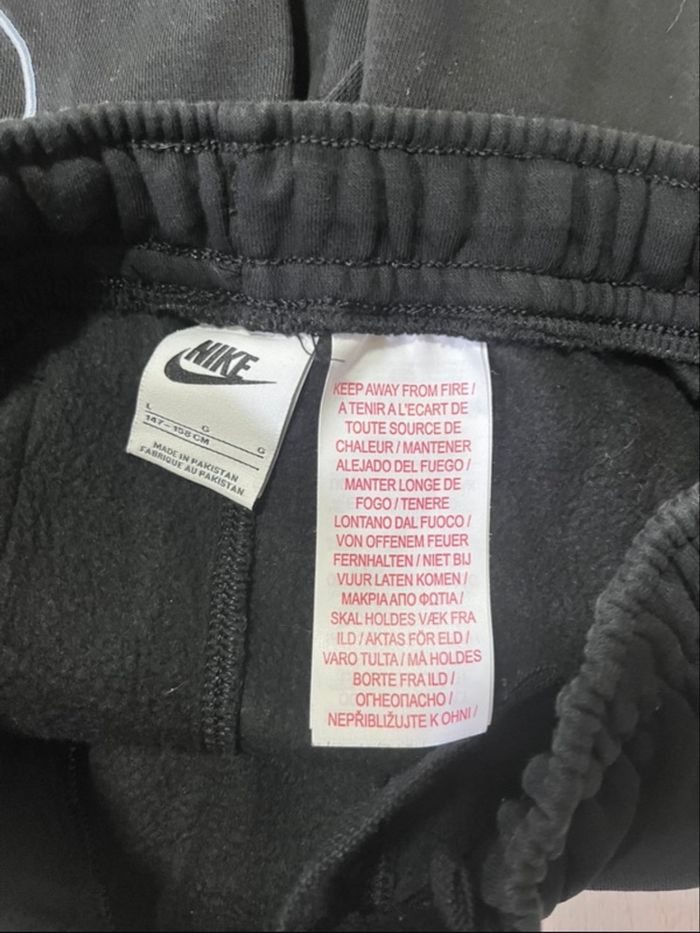 NIKE
L G G
147-158 CM
MADE IN PAKISTAN
FABRIQUE AU PAKISTAN
KEEP AWAY FROM FIRE /
A TENIR A L'ECART DE
TOUTE SOURCE DE
CHALEUR / MANTENER
ALEJADO DEL FUEGO /
MANTER LONGE DE
FOGO / TENERE
LONTANO DAL FUOCO /
VON OFFENEM FEUER
FERNHALTEN / NIET BIJ
VUUR LATEN KOMEN /
ΜΑΚΡΙΑ ΑΠΟ ΦΩΤΙΑ /
SKAL HOLDES VÆK FRA
ILD / AKTAS FÖR ELD /
VARO TULTA / MÅ HOLDES
BORTE FRA ILD /
ОГНЕОПАСНО /
NEPŘIBLIŽUJTE K OHNI /